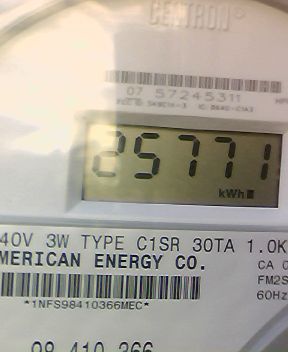 CENTRON®
07 57245311
25771
kWh
40V 3W TYPE C1SR 30TA 1.0K
MERICAN ENERGY CO.
CA 0
FM2S
*1NFS98410366MEC*
60Hz
98 410 366